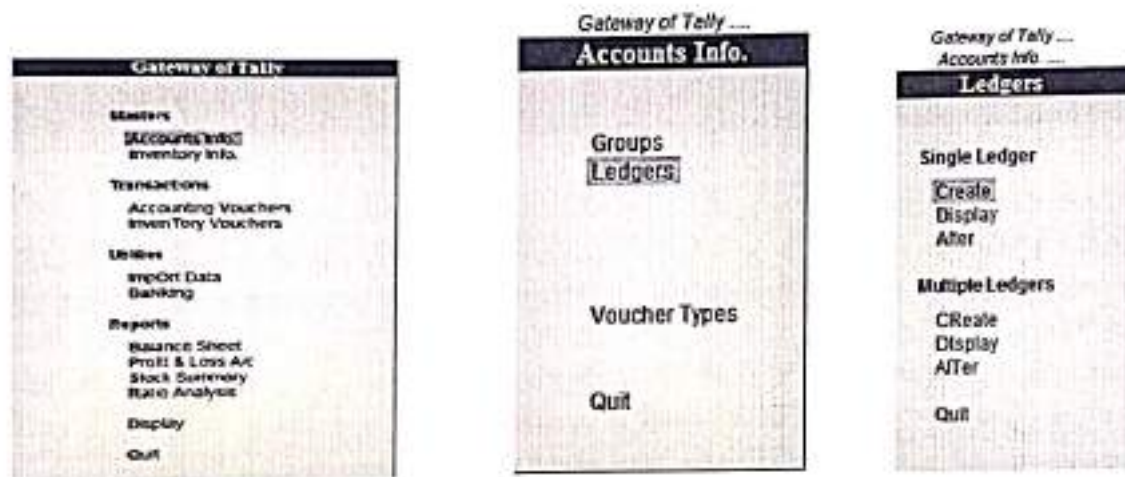 Gateway of Tally
Masters
Accounts Info.
Inventory Info.
Transactions
Accounting Vouchers
InvenTory Vouchers
Utilities
ImpOrt Data
Banking
Reports
Balance Sheet
Profit & Loss A/c
Stock Summary
Ratio Analysis
Display
Quit
Gateway of Tally ....
Accounts Info.
Groups
Ledgers
Voucher Types
Quit
Gateway of Tally ....
Accounts Info. ....
Ledgers
Single Ledger
Create
Display
Alter
Multiple Ledgers
CReate
DIsplay
AlTer
Quit